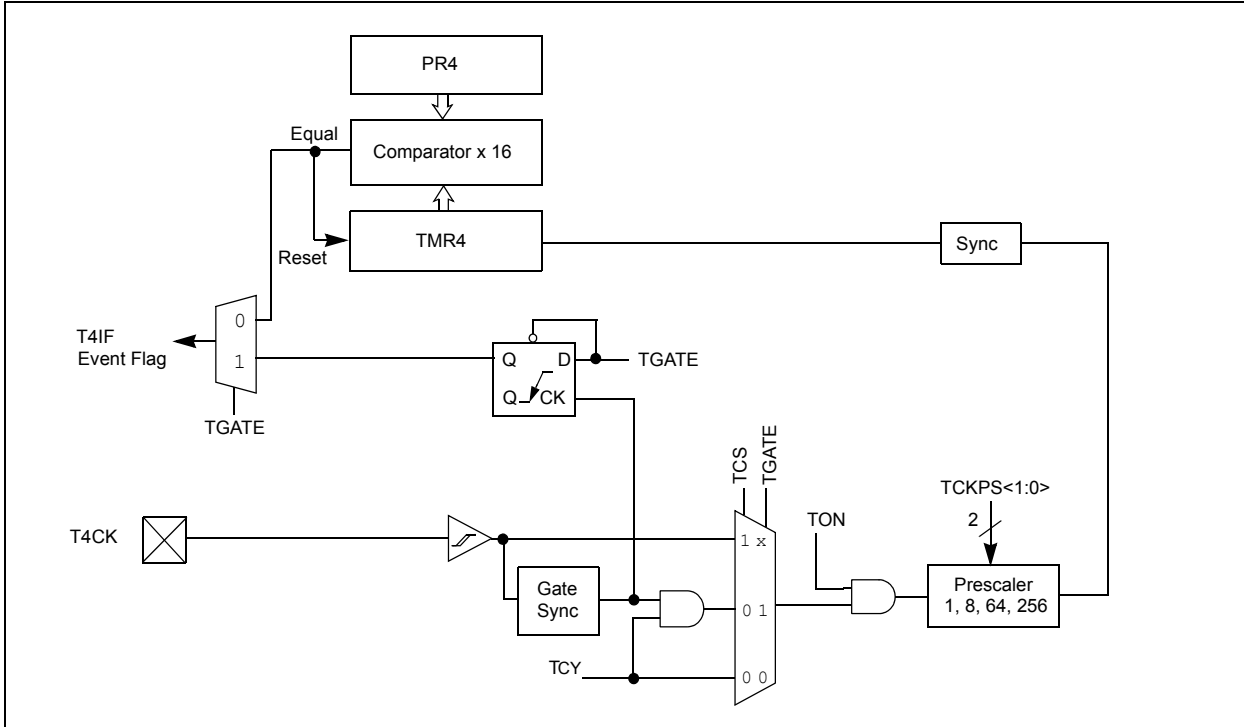 PR4
Equal
Comparator x 16
TMR4
Reset
Sync
0
1
T4IF
Event Flag
TGATE
Q
D
TGATE
Q
CK
TCS
TGATE
TCKPS<1:0>
2
TON
T4CK
1 x
Prescaler
1, 8, 64, 256
Gate
Sync
0 1
TCY
0 0